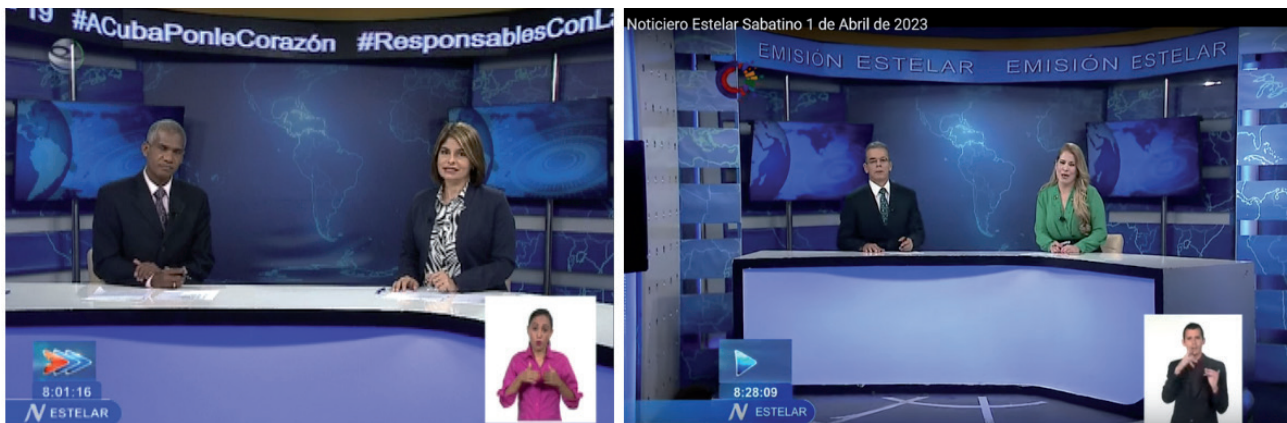 19 #ACubaPonleCorazón #ResponsablesConLa
8:01:16
N ESTELAR
Noticiero Estelar Sabatino 1 de Abril de 2023
EMISIÓN ESTELAR EMISIÓN ESTELAR
8:28:09
N ESTELAR